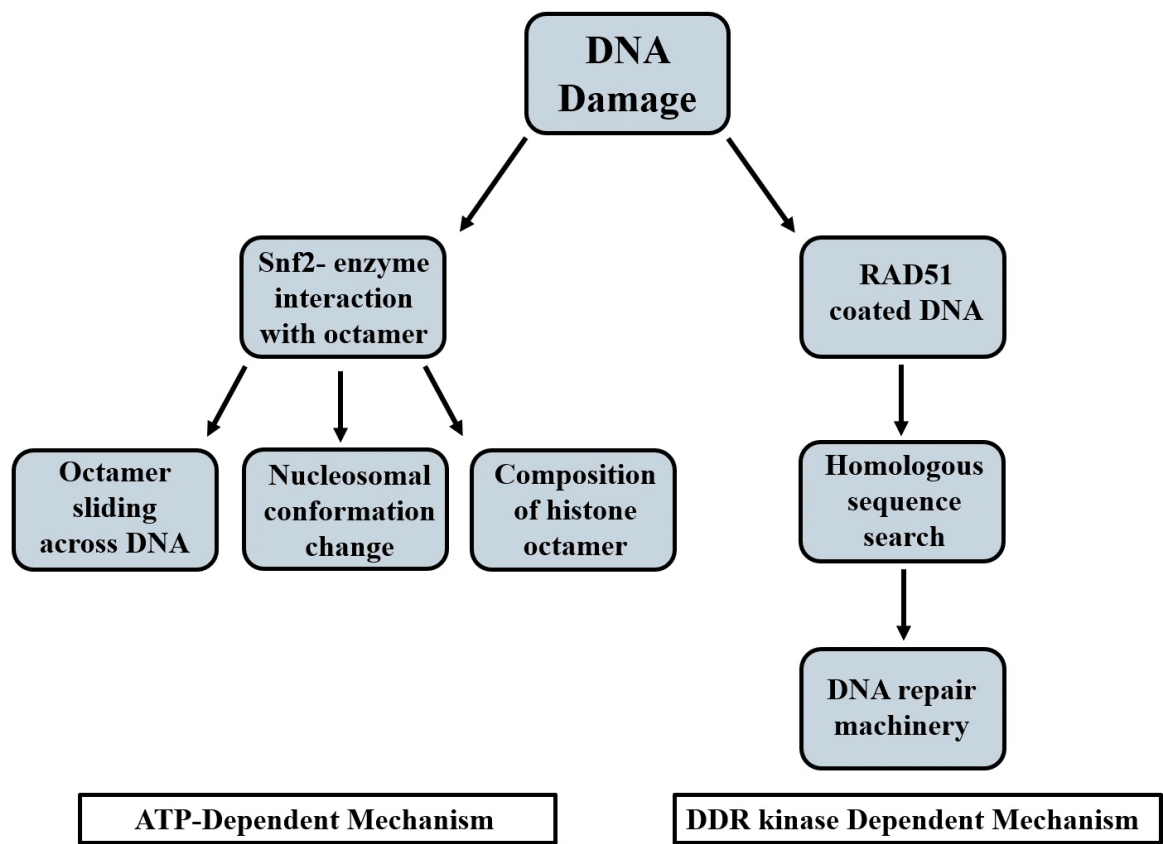 DNA
Damage
Snf2- enzyme
interaction
with octamer
RAD51
coated DNA
Octamer
sliding
across DNA
Nucleosomal
conformation
change
Composition
of histone
octamer
Homologous
sequence
search
DNA repair
machinery
ATP-Dependent Mechanism
DDR kinase Dependent Mechanism